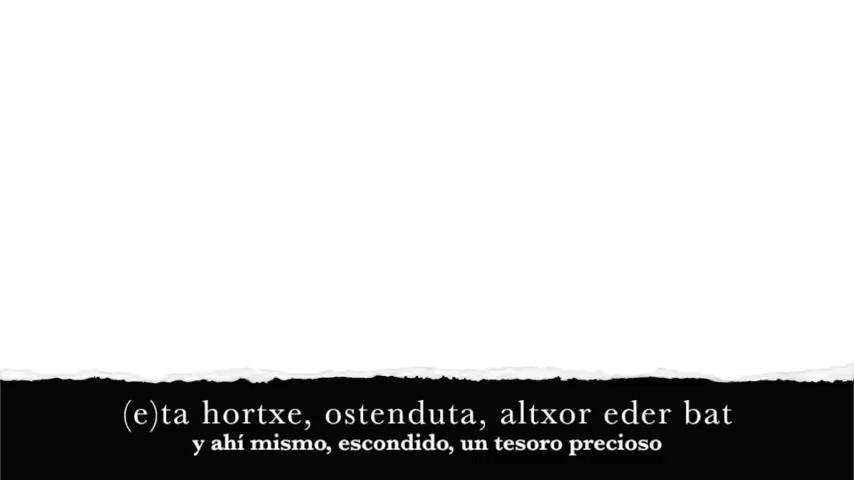 (e)ta hortxe, ostenduta, altxor eder bat
y ahí mismo, escondido, un tesoro precioso